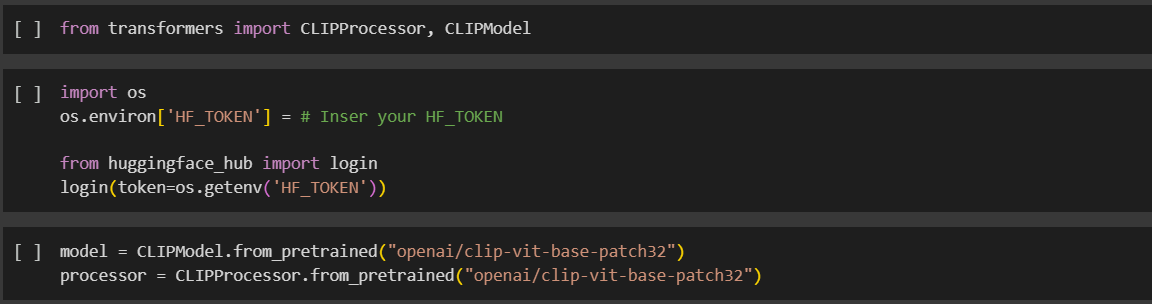 [ ] from transformers import CLIPProcessor, CLIPModel
[ ] import os
os.environ['HF_TOKEN'] = # Inser your HF_TOKEN
from huggingface_hub import login
login(token=os.getenv('HF_TOKEN'))
[ ] model = CLIPModel.from_pretrained("openai/clip-vit-base-patch32")
processor = CLIPProcessor.from_pretrained("openai/clip-vit-base-patch32")